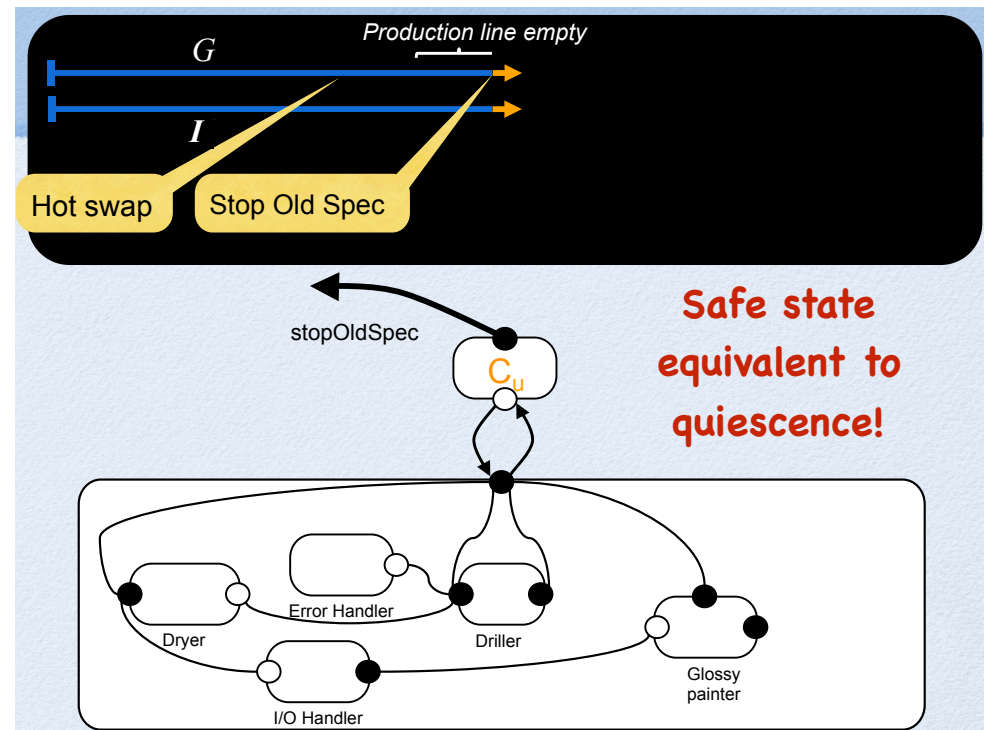 Production line empty
G
I
Hot swap
Stop Old Spec
stopOldSpec
Safe state
equivalent to
quiescence!
Cu
Error Handler
Dryer
Driller
Glossy
painter
I/O Handler